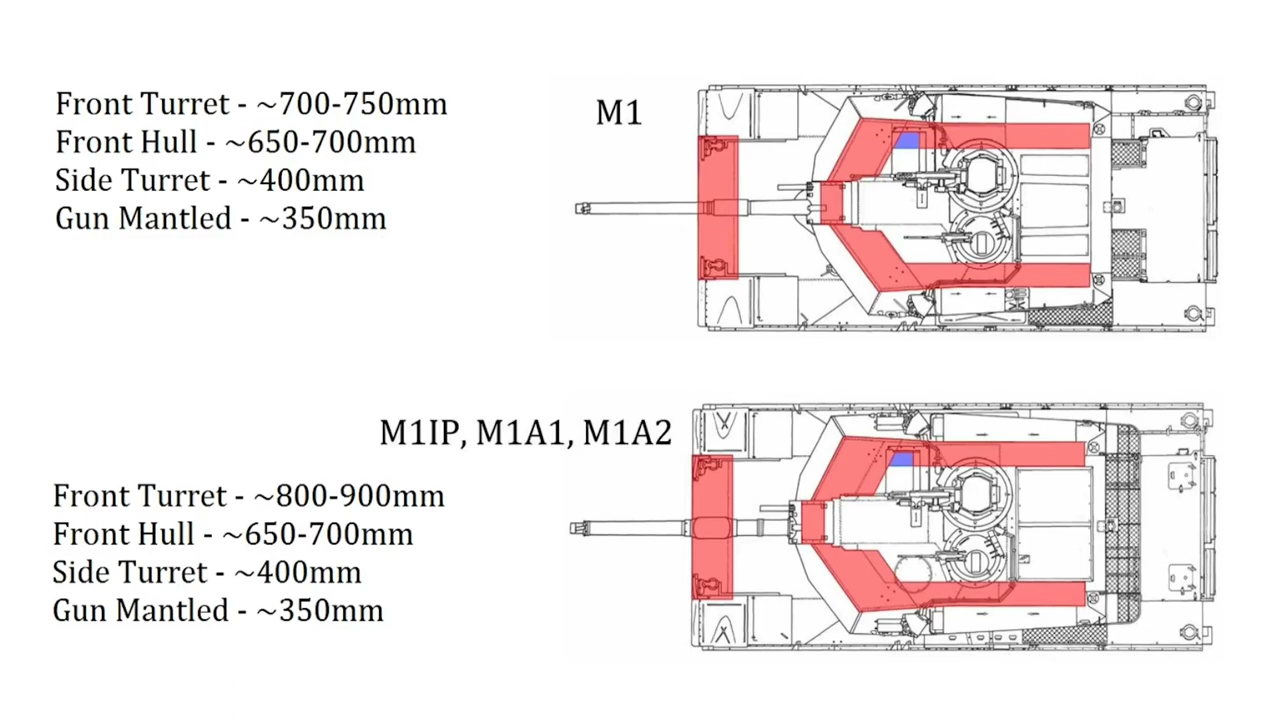 M1
Front Turret - ~700-750mm
Front Hull - ~650-700mm
Side Turret - ~400mm
Gun Mantled - ~350mm
M1IP, M1A1, M1A2
Front Turret - ~800-900mm
Front Hull - ~650-700mm
Side Turret - ~400mm
Gun Mantled - ~350mm